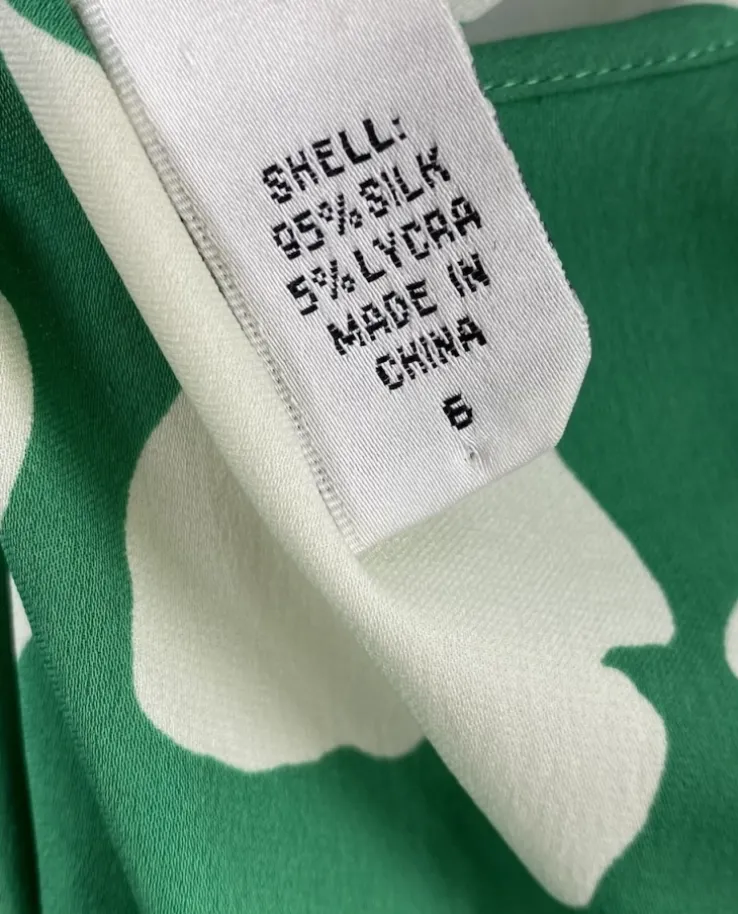 SHELL:
95% SILK
5% LYCRA
MADE IN
CHINA
6